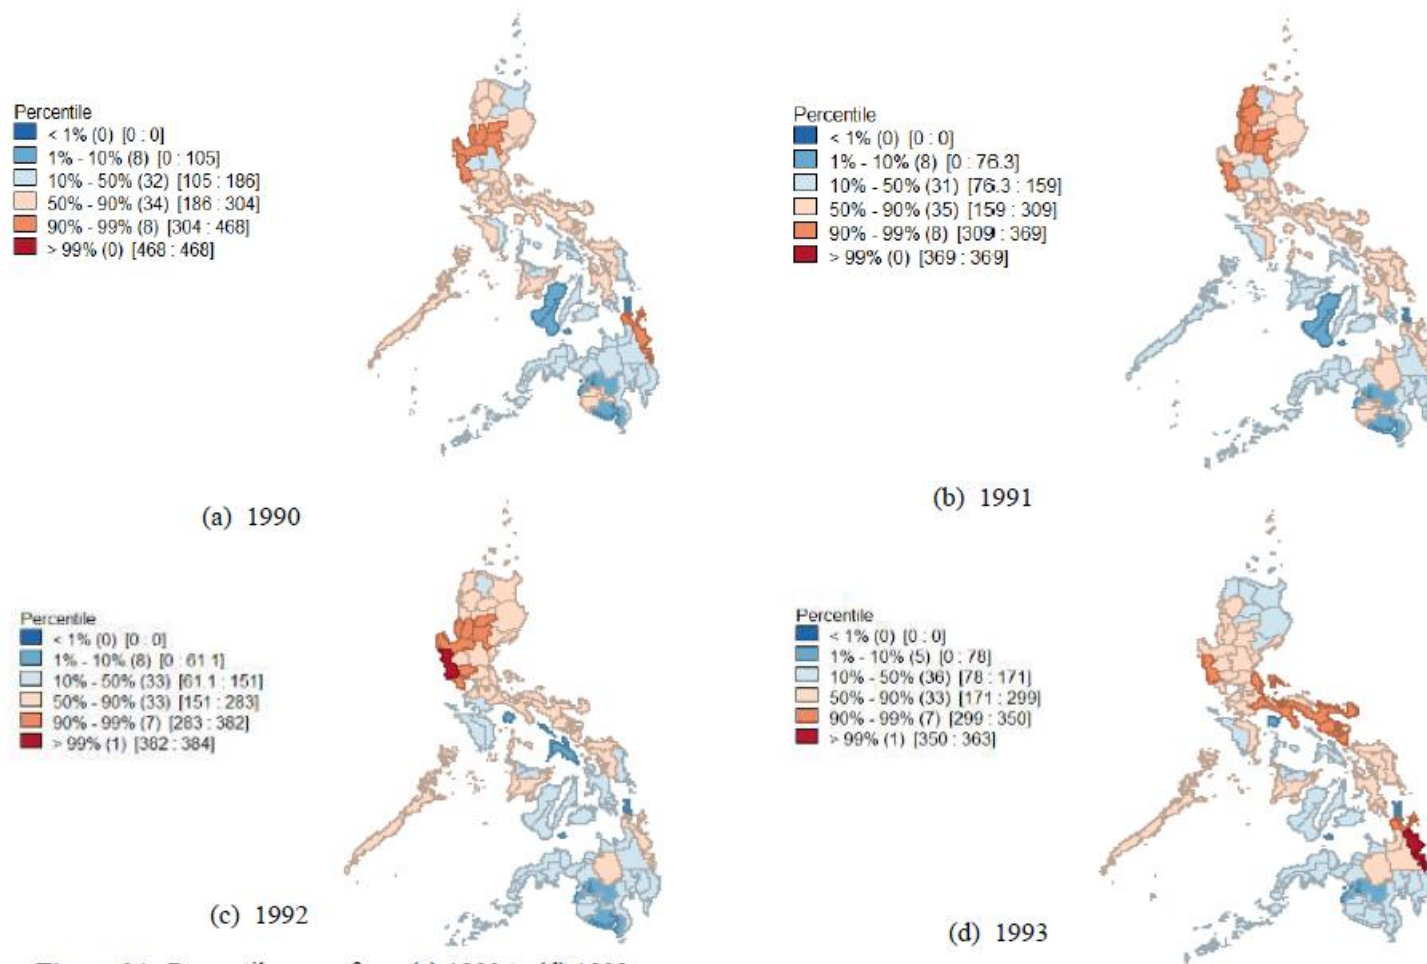 Percentile
< 1% (0) [0 : 0]
1% - 10% (8) [0 : 105]
10% - 50% (32) [105 : 186]
50% - 90% (34) [186 : 304]
90% - 99% (8) [304 : 468]
> 99% (0) [468 : 468]
(a) 1990
Percentile
< 1% (0) [0 : 0]
1% - 10% (8) [0 : 76.3]
10% - 50% (31) [76.3 : 159]
50% - 90% (35) [159 : 309]
90% - 99% (8) [309 : 369]
> 99% (0) [369 : 369]
(b) 1991
Percentile
< 1% (0) [0 : 0]
1% - 10% (8) [0 : 61.1]
10% - 50% (33) [61.1 : 151]
50% - 90% (33) [151 : 283]
90% - 99% (7) [283 : 382]
> 99% (1) [382 : 384]
(c) 1992
Percentile
< 1% (0) [0 : 0]
1% - 10% (5) [0 : 78]
10% - 50% (36) [78 : 171]
50% - 90% (33) [171 : 299]
90% - 99% (7) [299 : 350]
> 99% (1) [350 : 363]
(d) 1993